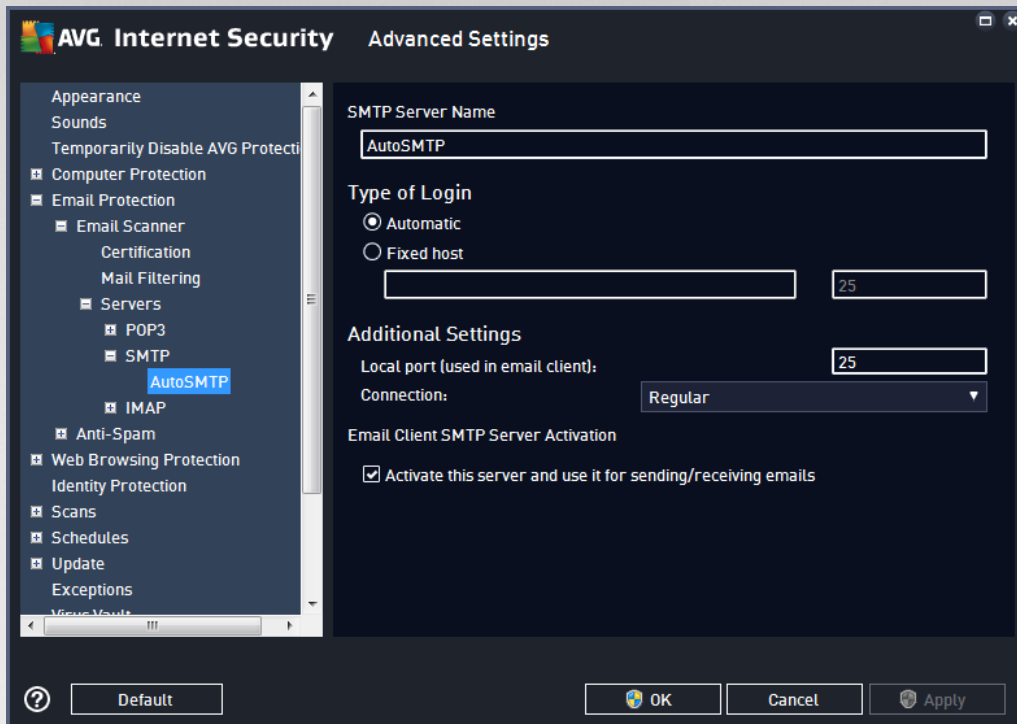 AVG. Internet Security Advanced Settings
Appearance
Sounds
Temporarily Disable AVG Protecti
Computer Protection
Email Protection
Email Scanner
Certification
Mail Filtering
Servers
POP3
SMTP
AutoSMTP
IMAP
Anti-Spam
Web Browsing Protection
Identity Protection
Scans
Schedules
Update
Exceptions
Virus Vault
SMTP Server Name
AutoSMTP
Type of Login
Automatic
Fixed host
25
Additional Settings
Local port (used in email client): 25
Connection: Regular
Email Client SMTP Server Activation
Activate this server and use it for sending/receiving emails
? Default OK Cancel Apply